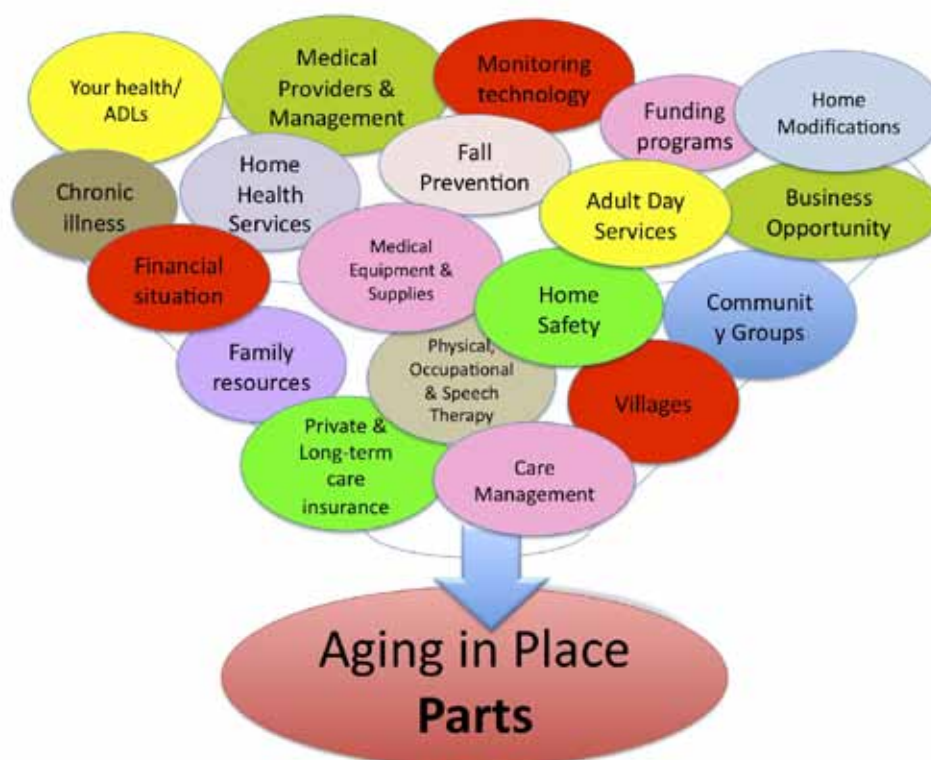 Your health/
ADLs
Medical
Providers &
Management
Monitoring
technology
Funding
programs
Home
Modifications
Chronic
illness
Home
Health
Services
Fall
Prevention
Adult Day
Services
Business
Opportunity
Financial
situation
Medical
Equipment &
Supplies
Home
Safety
Communit
y Groups
Family
resources
Physical,
Occupational
& Speech
Therapy
Villages
Private &
Long-term
care
insurance
Care
Management
Aging in Place
Parts